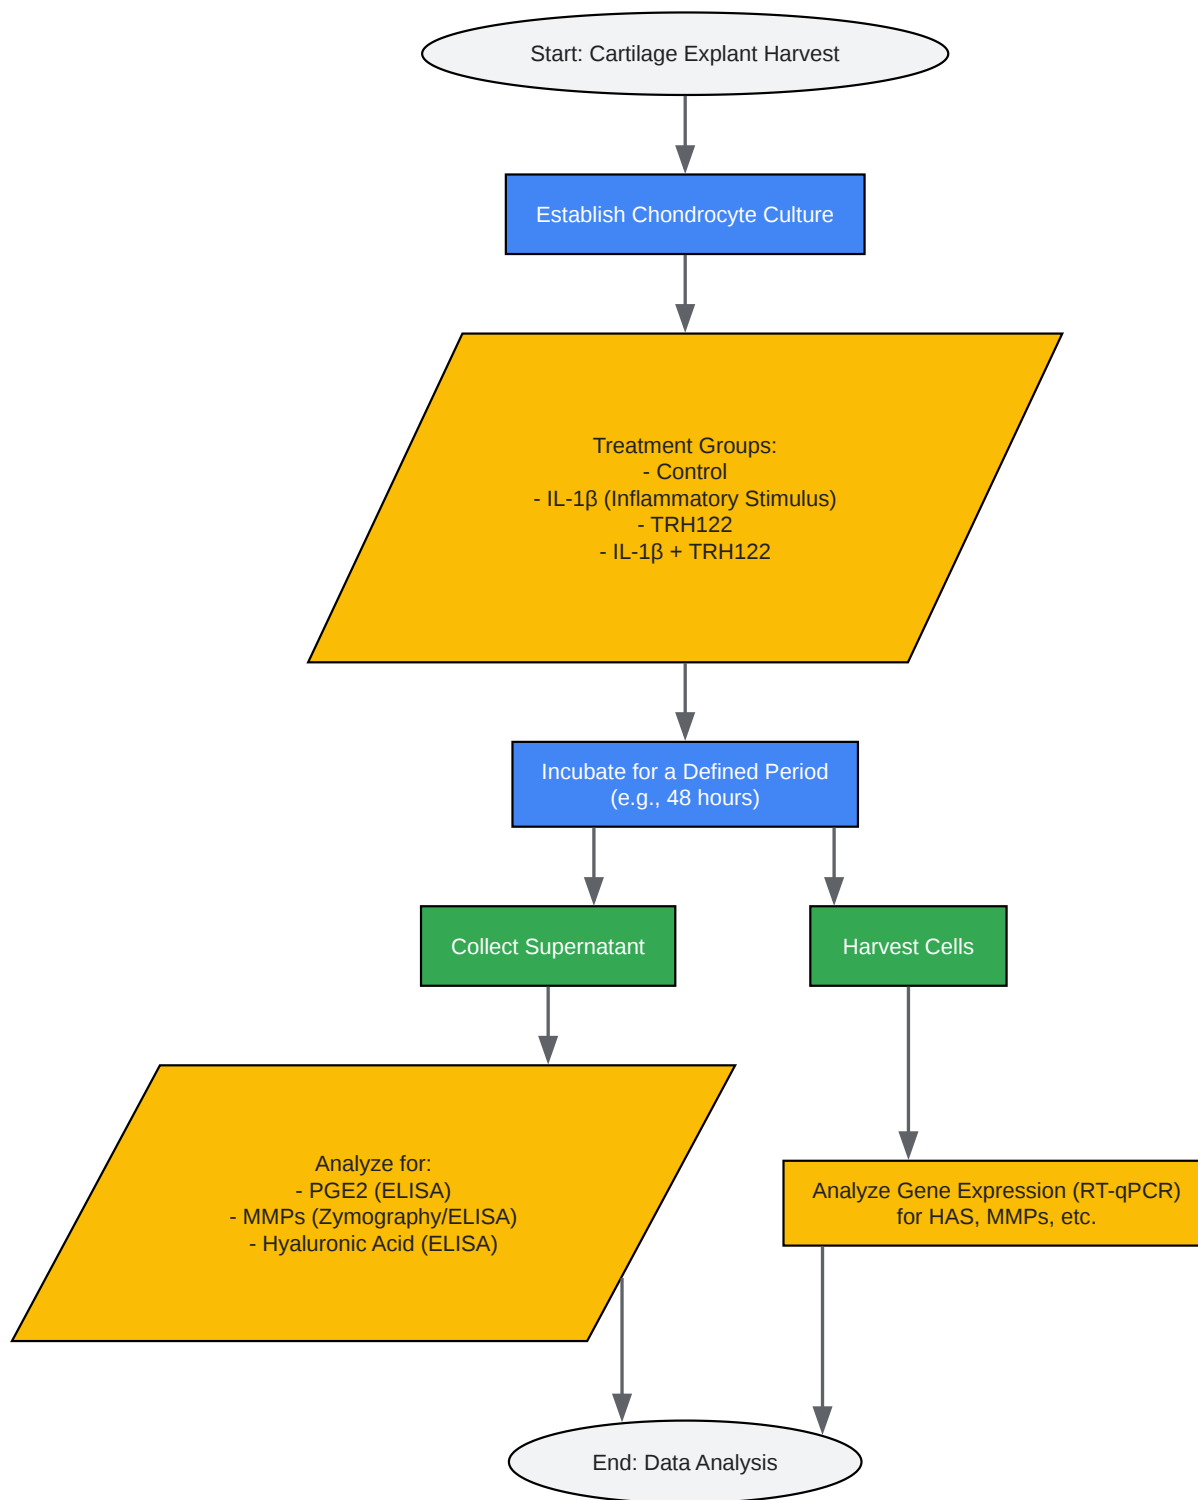 Start: Cartilage Explant Harvest
Establish Chondrocyte Culture
Treatment Groups:
- Control
- IL-1β (Inflammatory Stimulus)
- TRH122
- IL-1β + TRH122
Incubate for a Defined Period
(e.g., 48 hours)
Collect Supernatant
Harvest Cells
Analyze for:
- PGE2 (ELISA)
- MMPs (Zymography/ELISA)
- Hyaluronic Acid (ELISA)
Analyze Gene Expression (RT-qPCR)
for HAS, MMPs, etc.
End: Data Analysis